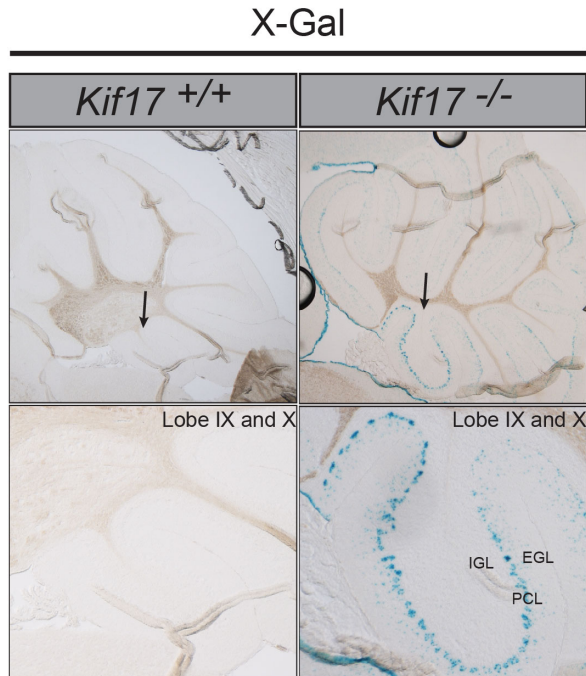 X-Gal
Kif17 +/+
Kif17 -/-
Lobe IX and X
Lobe IX and X
IGL
EGL
PCL